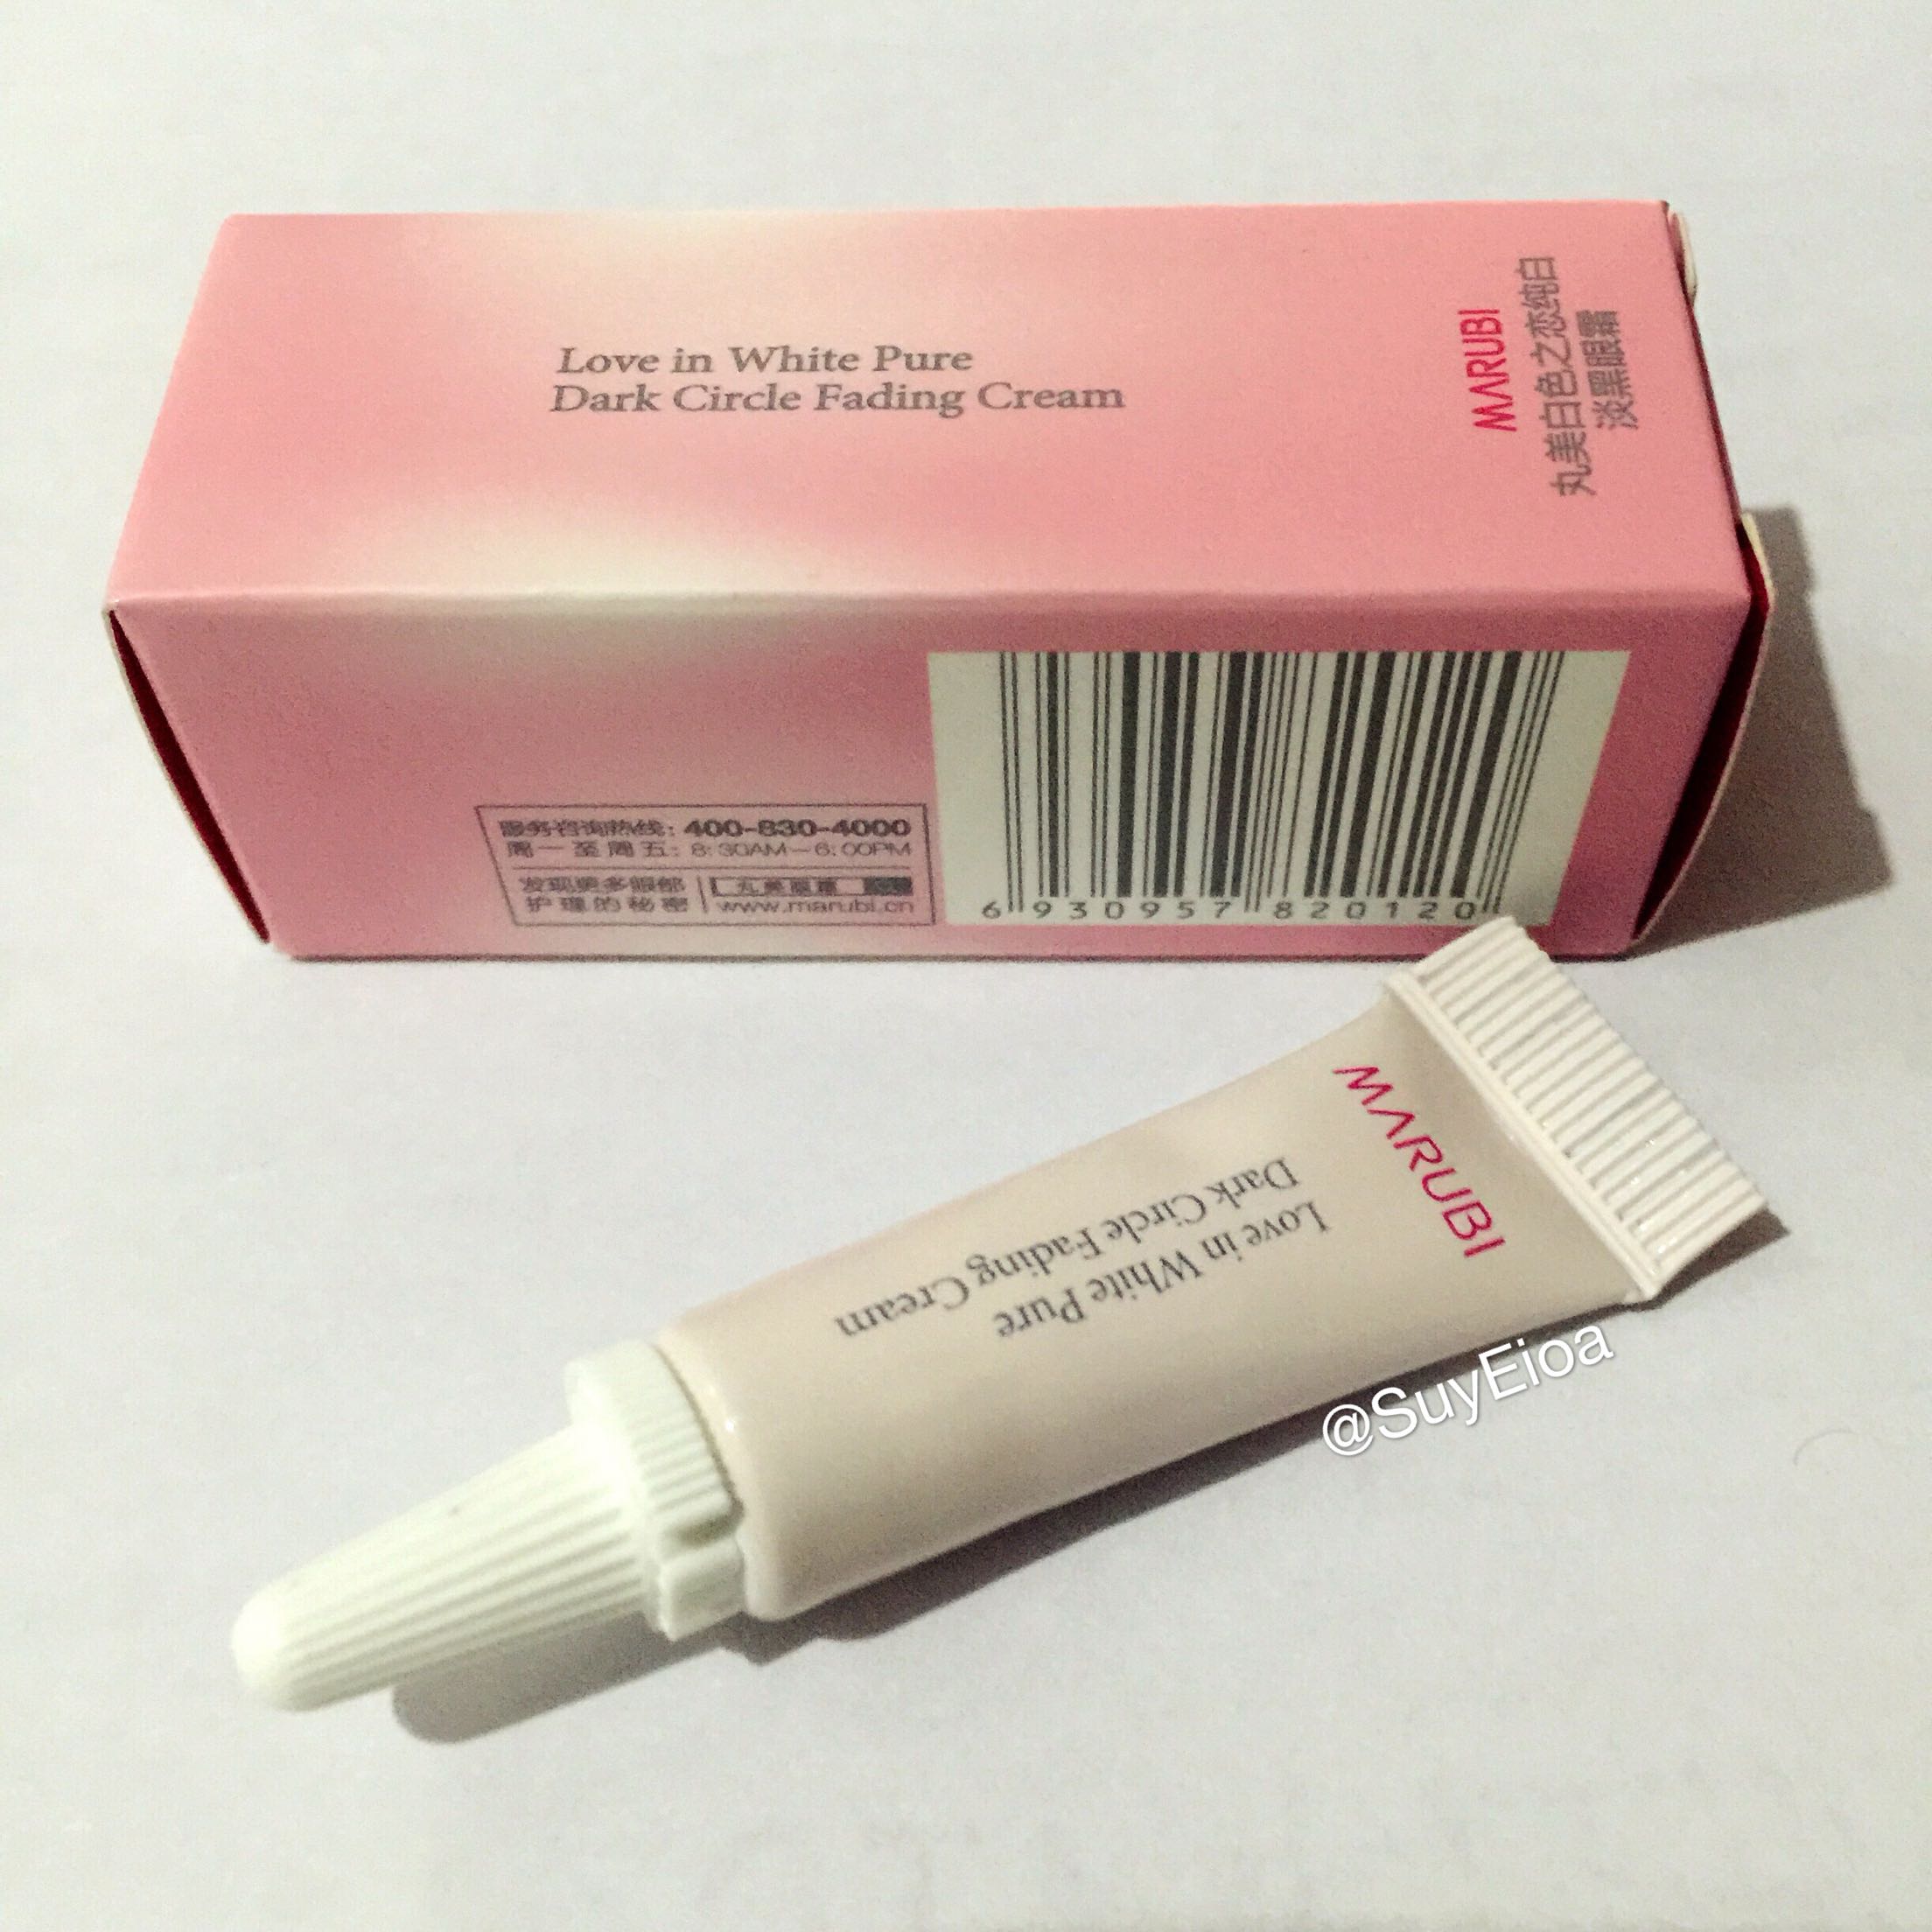 Love in White Pure
Dark Circle Fading Cream
MARUBI
丸美白色之恋纯白
淡黑眼霜
服务咨询热线: 400-830-4000
周一至周五: 8:30AM-6:00PM
发现更多眼部
护理的秘密
丸美眼霜
www.marubi.cn
6 930957 820120
MARUBI
Love in White Pure
Dark Circle Fading Cream
@SuyEioa